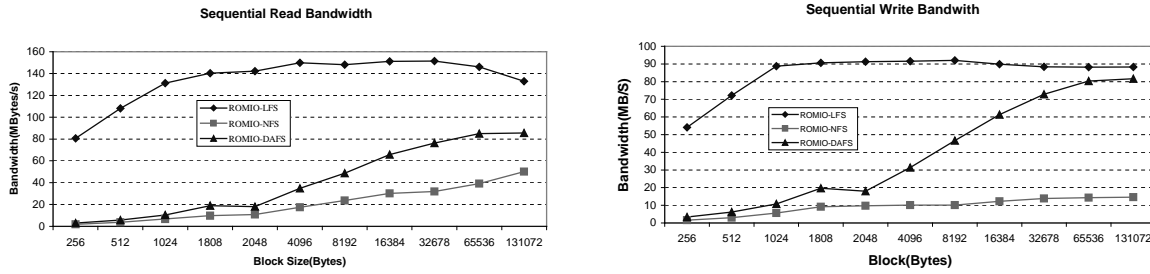 Sequential Read Bandwidth
160
140
120
100
80
60
40
20
0
Bandwidth(MBytes/s)
ROMIO-LFS
ROMIO-NFS
ROMIO-DAFS
256 512 1024 1808 2048 4096 8192 16384 32678 65536 131072
Block Size(Bytes)
Sequential Write Bandwith
100
90
80
70
60
50
40
30
20
10
0
Bandwidth(MB/S)
ROMIO-LFS
ROMIO-NFS
ROMIO-DAFS
256 512 1024 1808 2048 4096 8192 16384 32678 65536 131072
Block(Bytes)